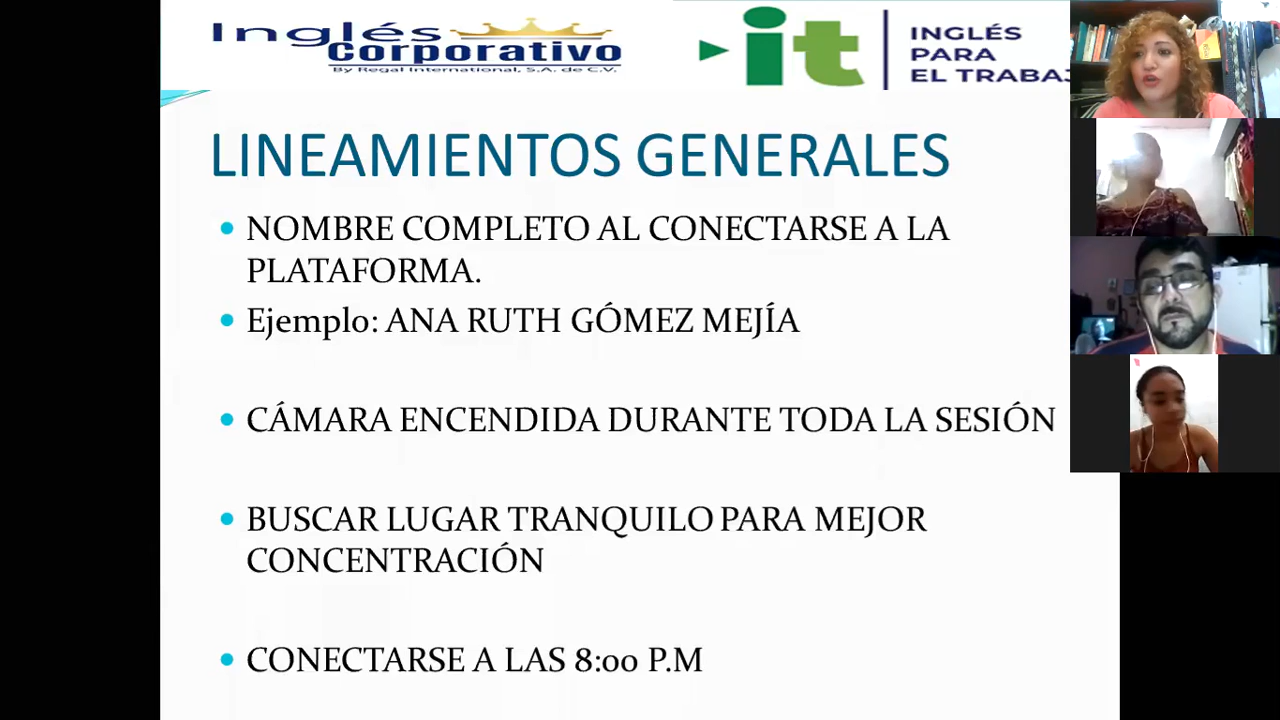 Inglés
Corporativo
By Regal International, S.A. de C.V.
it
INGLÉS
PARA
EL TRABAJ
LINEAMIENTOS GENERALES
• NOMBRE COMPLETO AL CONECTARSE A LA
PLATAFORMA.
• Ejemplo: ANA RUTH GÓMEZ MEJÍA
• CÁMARA ENCENDIDA DURANTE TODA LA SESIÓN
• BUSCAR LUGAR TRANQUILO PARA MEJOR
CONCENTRACIÓN
• CONECTARSE A LAS 8:00 P.M